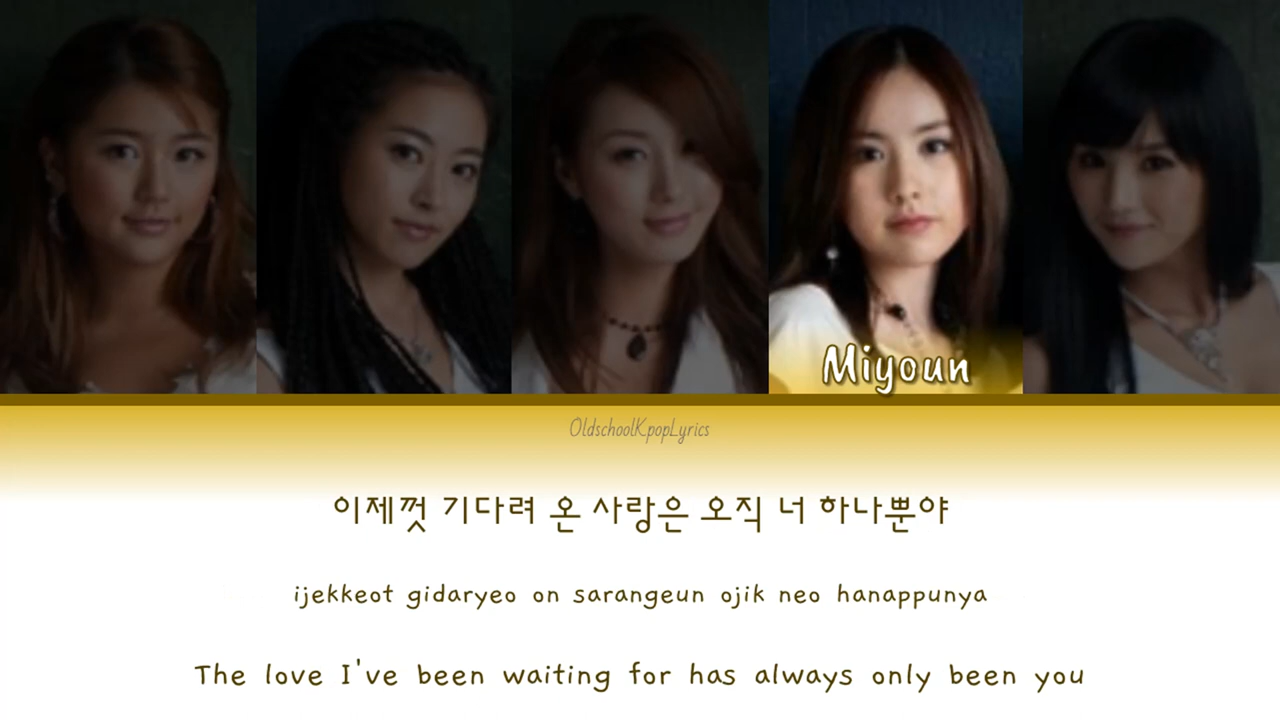 Miyoun
OldschoolKpopLyrics
이제껏 기다려 온 사랑은 오직 너 하나뿐야
ijekkeot gidaryeo on sarangeun ojik neo hanappunya
The love I've been waiting for has always only been you